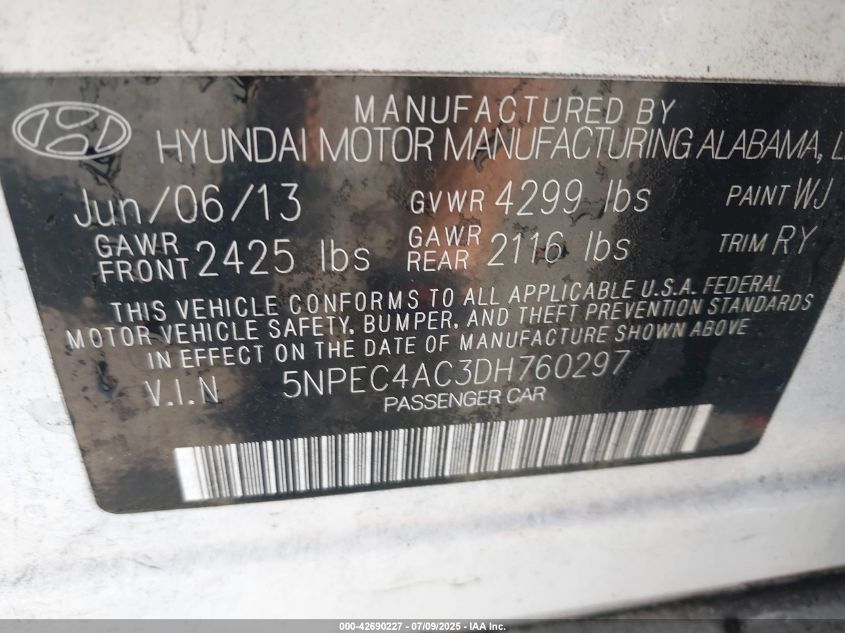 MANUFACTURED BY
HYUNDAI MOTOR MANUFACTURING ALABAMA,
Jun/06/13 GVWR 4299 lbs PAINT WJ
GAWR FRONT 2425 lbs GAWR REAR 2116 lbs TRIM RY
THIS VEHICLE CONFORMS TO ALL APPLICABLE U.S.A. FEDERAL
MOTOR VEHICLE SAFETY, BUMPER, AND THEFT PREVENTION STANDARDS
IN EFFECT ON THE DATE OF MANUFACTURE SHOWN ABOVE
V.I.N 5NPEC4AC3DH760297
PASSENGER CAR
000-42690227 - 07/09/2025 - IAA Inc.